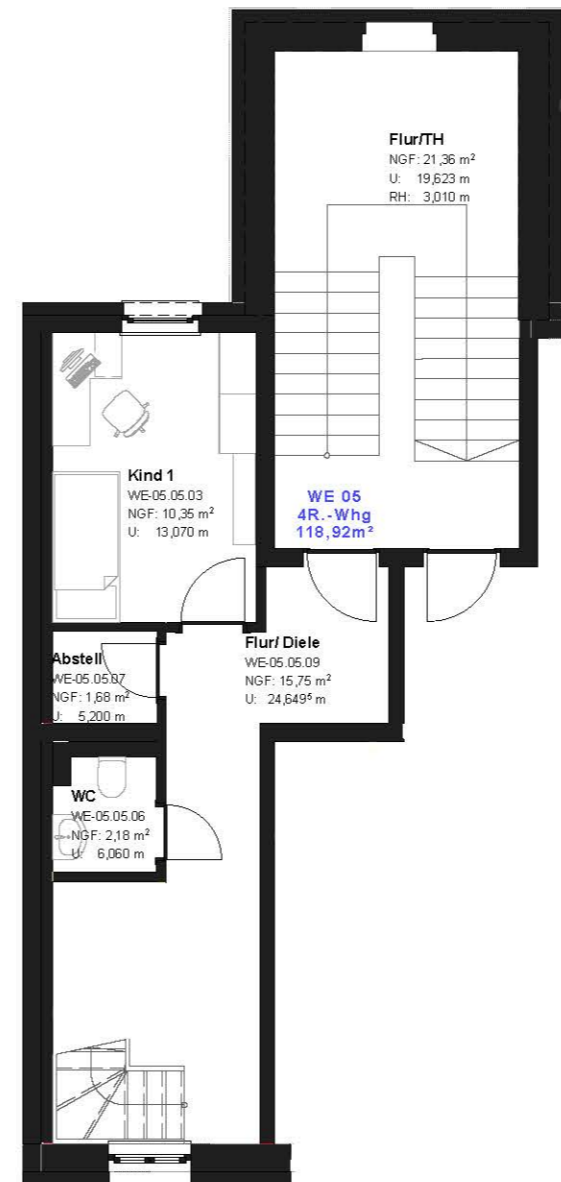 Flur/TH
NGF: 21,36 m²
U: 19,623 m
RH: 3,010 m
Kind 1
WE-05.05.03
NGF: 10,35 m²
U: 13,070 m
WE 05
4R.-Whg
118,92m²
Flur/ Diele
WE-05.05.09
NGF: 15,75 m²
U: 24,649⁵ m
Abstell
WE-05.05.07
NGF: 1,68 m²
U: 5,200 m
WC
WE-05.05.06
NGF: 2,18 m²
U: 6,060 m